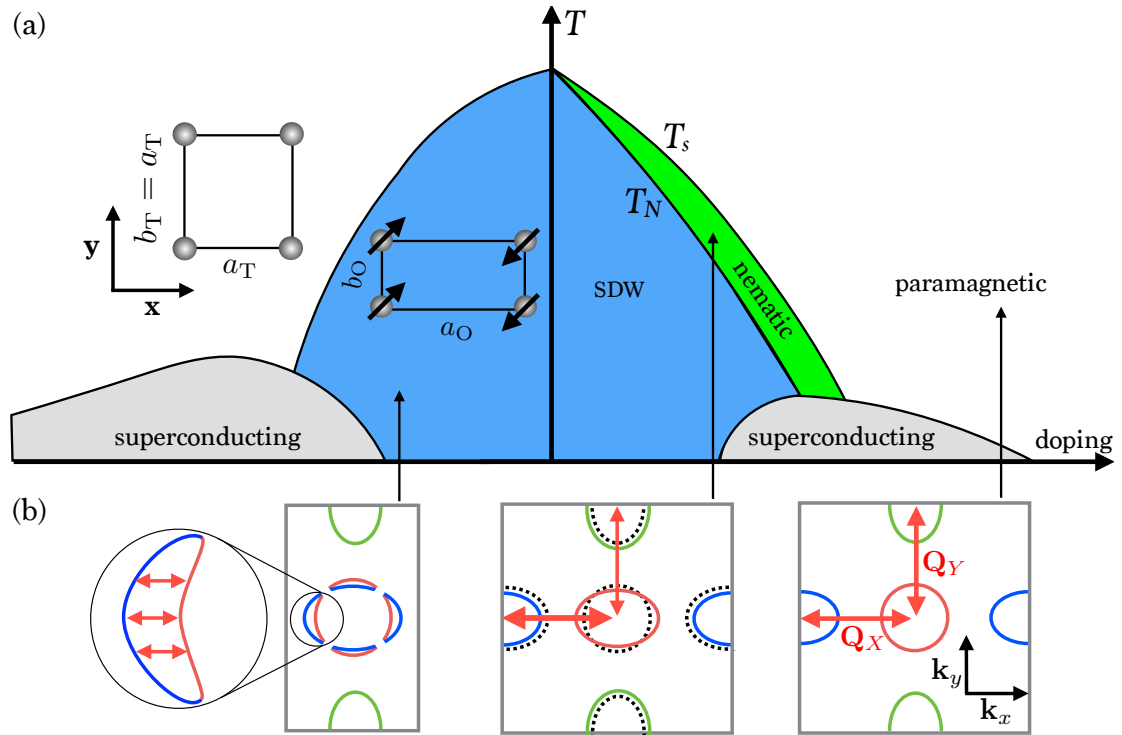 (a)
T
b_T = a_T
a_T
y
x
T_s
T_N
nematic
b_O
a_O
SDW
paramagnetic
superconducting
superconducting
doping
(b)
Q_Y
Q_X
k_y
k_x